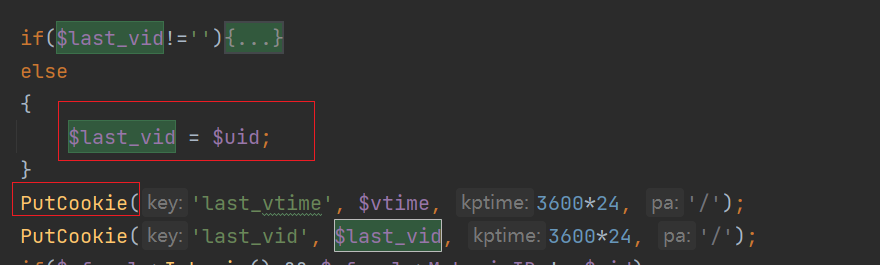 if($last_vid!=''){...}
else
{
$last_vid = $uid;
}
PutCookie( key: 'last_vtime', $vtime, kptime: 3600*24, pa: '/');
PutCookie( key: 'last_vid', $last_vid, kptime: 3600*24, pa: '/');